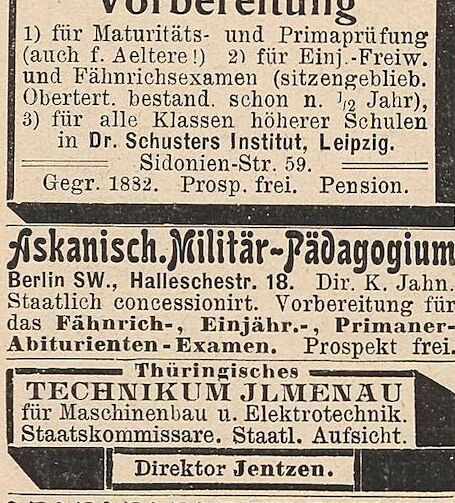 Vorbereitung
1) für Maturitäts- und Primaprüfung
(auch f. Aeltere!) 2) für Einj.-Freiw.
und Fähnrichsexamen (sitzengeblieb.
Obertert. bestand. schon n. 1/2 Jahr),
3) für alle Klassen höherer Schulen
in Dr. Schusters Institut, Leipzig.
Sidonien-Str. 59.
Gegr. 1882. Prosp. frei. Pension.
Askanisch. Militär-Pädagogium
Berlin SW., Halleschestr. 18. Dir. K. Jahn.
Staatlich concessionirt. Vorbereitung für
das Fähnrich-, Einjähr.-, Primaner-
Abiturienten-Examen. Prospekt frei.
Thüringisches
TECHNIKUM JLMENAU
für Maschinenbau u. Elektrotechnik.
Staatskommissare. Staatl. Aufsicht.
Direktor Jentzen.